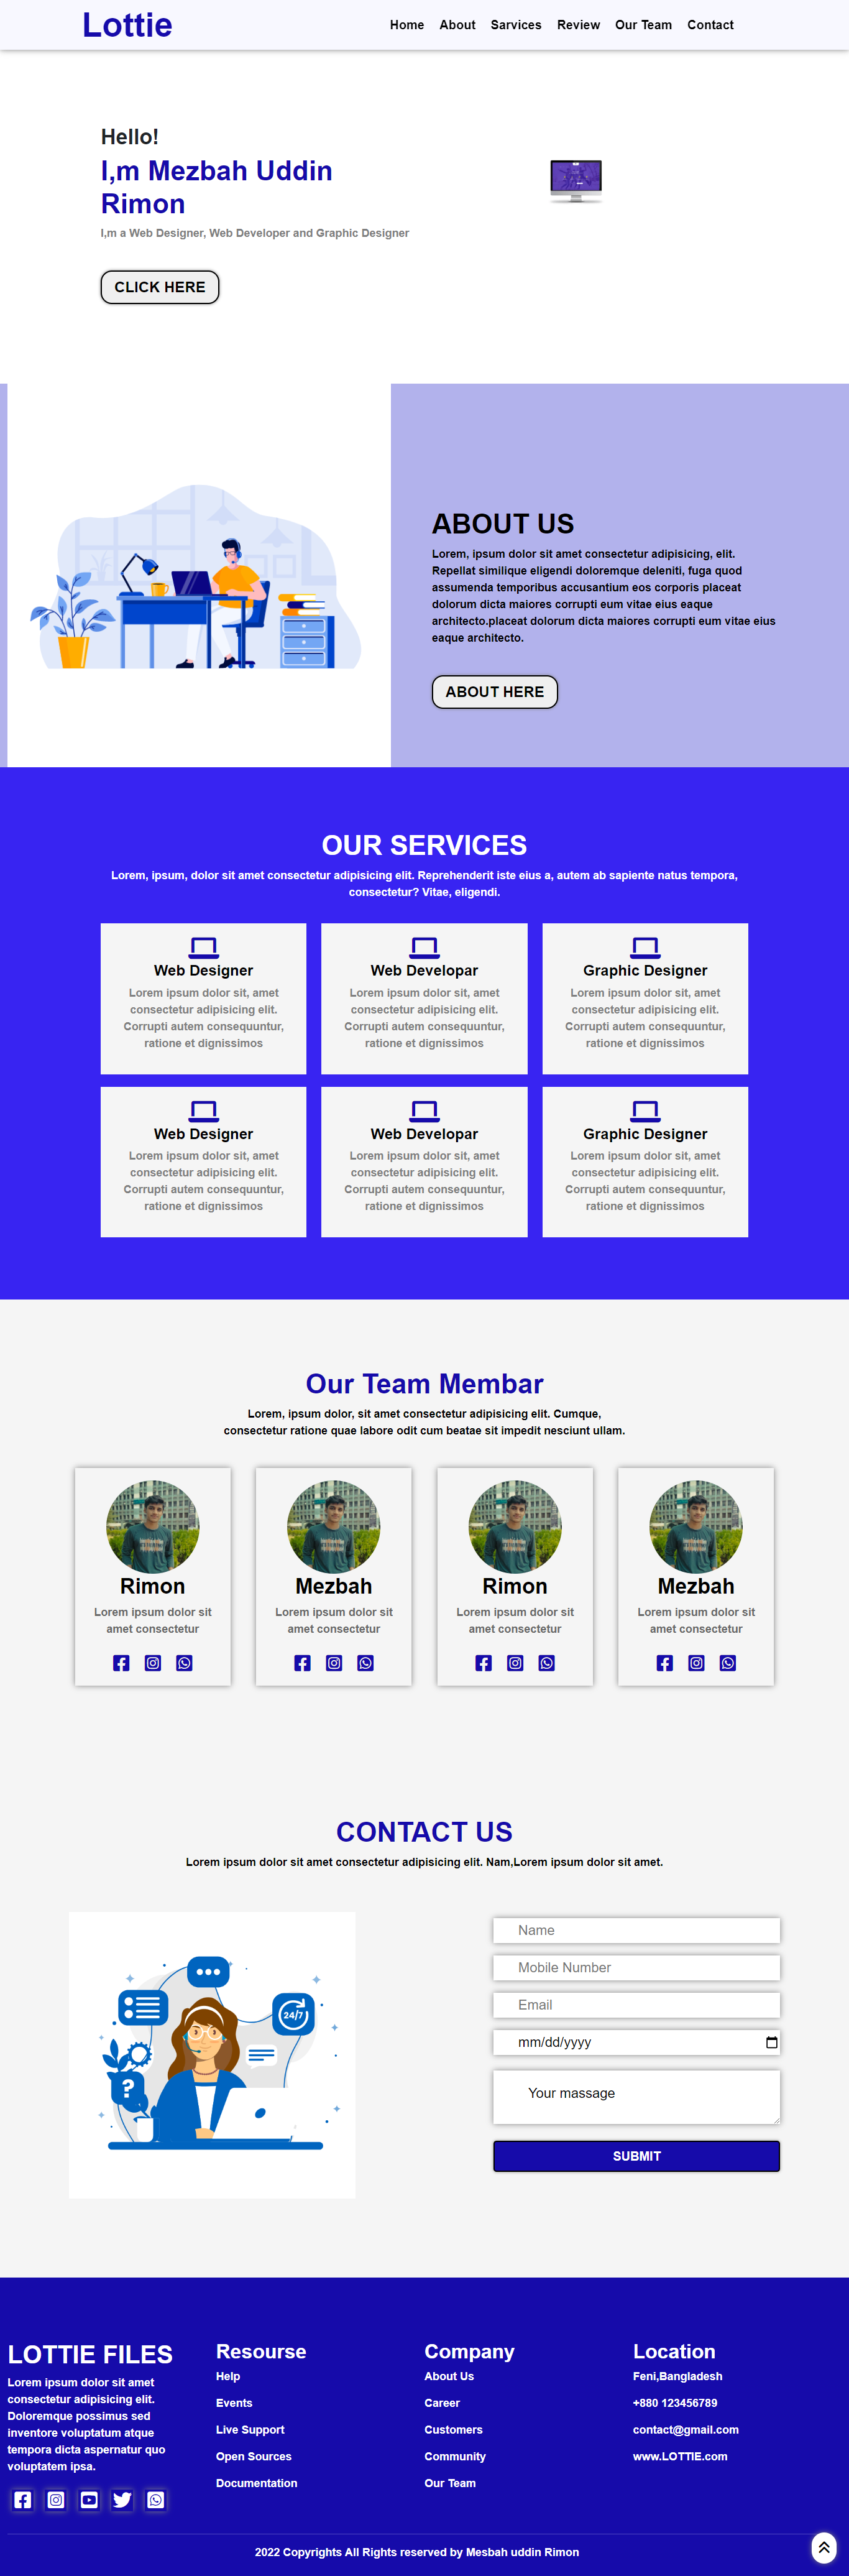 Lottie
Home About Sarvices Review Our Team Contact
Hello!
I,m Mezbah Uddin
Rimon
I,m a Web Designer, Web Developer and Graphic Designer
CLICK HERE
ABOUT US
Lorem, ipsum dolor sit amet consectetur adipisicing, elit.
Repellat similique eligendi doloremque deleniti, fuga quod
assumenda temporibus accusantium eos corporis placeat
dolorum dicta maiores corrupti eum vitae eius eaque
architecto.placeat dolorum dicta maiores corrupti eum vitae eius
eaque architecto.
ABOUT HERE
OUR SERVICES
Lorem, ipsum, dolor sit amet consectetur adipisicing elit. Reprehenderit iste eius a, autem ab sapiente natus tempora,
consectetur? Vitae, eligendi.
Web Designer
Lorem ipsum dolor sit, amet
consectetur adipisicing elit.
Corrupti autem consequuntur,
ratione et dignissimos
Web Developar
Lorem ipsum dolor sit, amet
consectetur adipisicing elit.
Corrupti autem consequuntur,
ratione et dignissimos
Graphic Designer
Lorem ipsum dolor sit, amet
consectetur adipisicing elit.
Corrupti autem consequuntur,
ratione et dignissimos
Web Designer
Lorem ipsum dolor sit, amet
consectetur adipisicing elit.
Corrupti autem consequuntur,
ratione et dignissimos
Web Developar
Lorem ipsum dolor sit, amet
consectetur adipisicing elit.
Corrupti autem consequuntur,
ratione et dignissimos
Graphic Designer
Lorem ipsum dolor sit, amet
consectetur adipisicing elit.
Corrupti autem consequuntur,
ratione et dignissimos
Our Team Membar
Lorem, ipsum dolor, sit amet consectetur adipisicing elit. Cumque,
consectetur ratione quae labore odit cum beatae sit impedit nesciunt ullam.
Rimon
Lorem ipsum dolor sit
amet consectetur
Mezbah
Lorem ipsum dolor sit
amet consectetur
Rimon
Lorem ipsum dolor sit
amet consectetur
Mezbah
Lorem ipsum dolor sit
amet consectetur
CONTACT US
Lorem ipsum dolor sit amet consectetur adipisicing elit. Nam,Lorem ipsum dolor sit amet.
24/7
?
Name
Mobile Number
Email
mm/dd/yyyy
Your massage
SUBMIT
LOTTIE FILES
Lorem ipsum dolor sit amet
consectetur adipisicing elit.
Doloremque possimus sed
inventore voluptatum atque
tempora dicta aspernatur quo
voluptatem ipsa.
Resourse
Help
Events
Live Support
Open Sources
Documentation
Company
About Us
Career
Customers
Community
Our Team
Location
Feni,Bangladesh
+880 123456789
contact@gmail.com
www.LOTTIE.com
2022 Copyrights All Rights reserved by Mesbah uddin Rimon